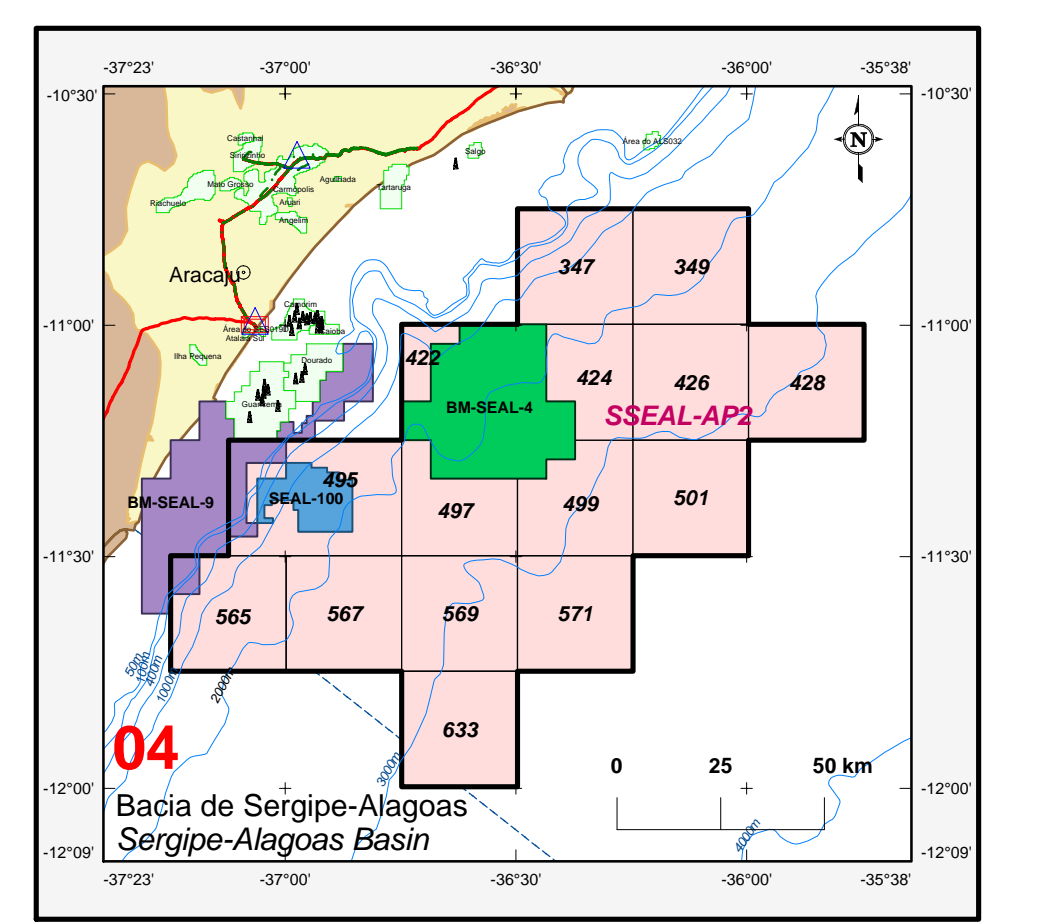 -37°23' -37°00' -36°30' -36°00' -35°38'
-10°30' -10°30'
N
Castanhal
Siririzinho
Área do ALS032
Salgo
Mato Grosso
Carmópolis
Aguilhada
Tartaruga
Riachuelo
Aruari
Angelim
347 349
Aracaju
Camorim
-11°00' -11°00'
Caioba
Atalaia Sul
Ilha Pequena
Dourado
422 424 426 428
Guaricema
BM-SEAL-4
SSEAL-AP2
495
BM-SEAL-9 SEAL-100
497 499 501
-11°30' -11°30'
565 567 569 571
50m
100m
400m
1000m
2000m
633
3000m
04
0 25 50 km
-12°00' -12°00'
Bacia de Sergipe-Alagoas
Sergipe-Alagoas Basin
4000m
-12°09' -12°09'
-37°23' -37°00' -36°30' -36°00' -35°38'